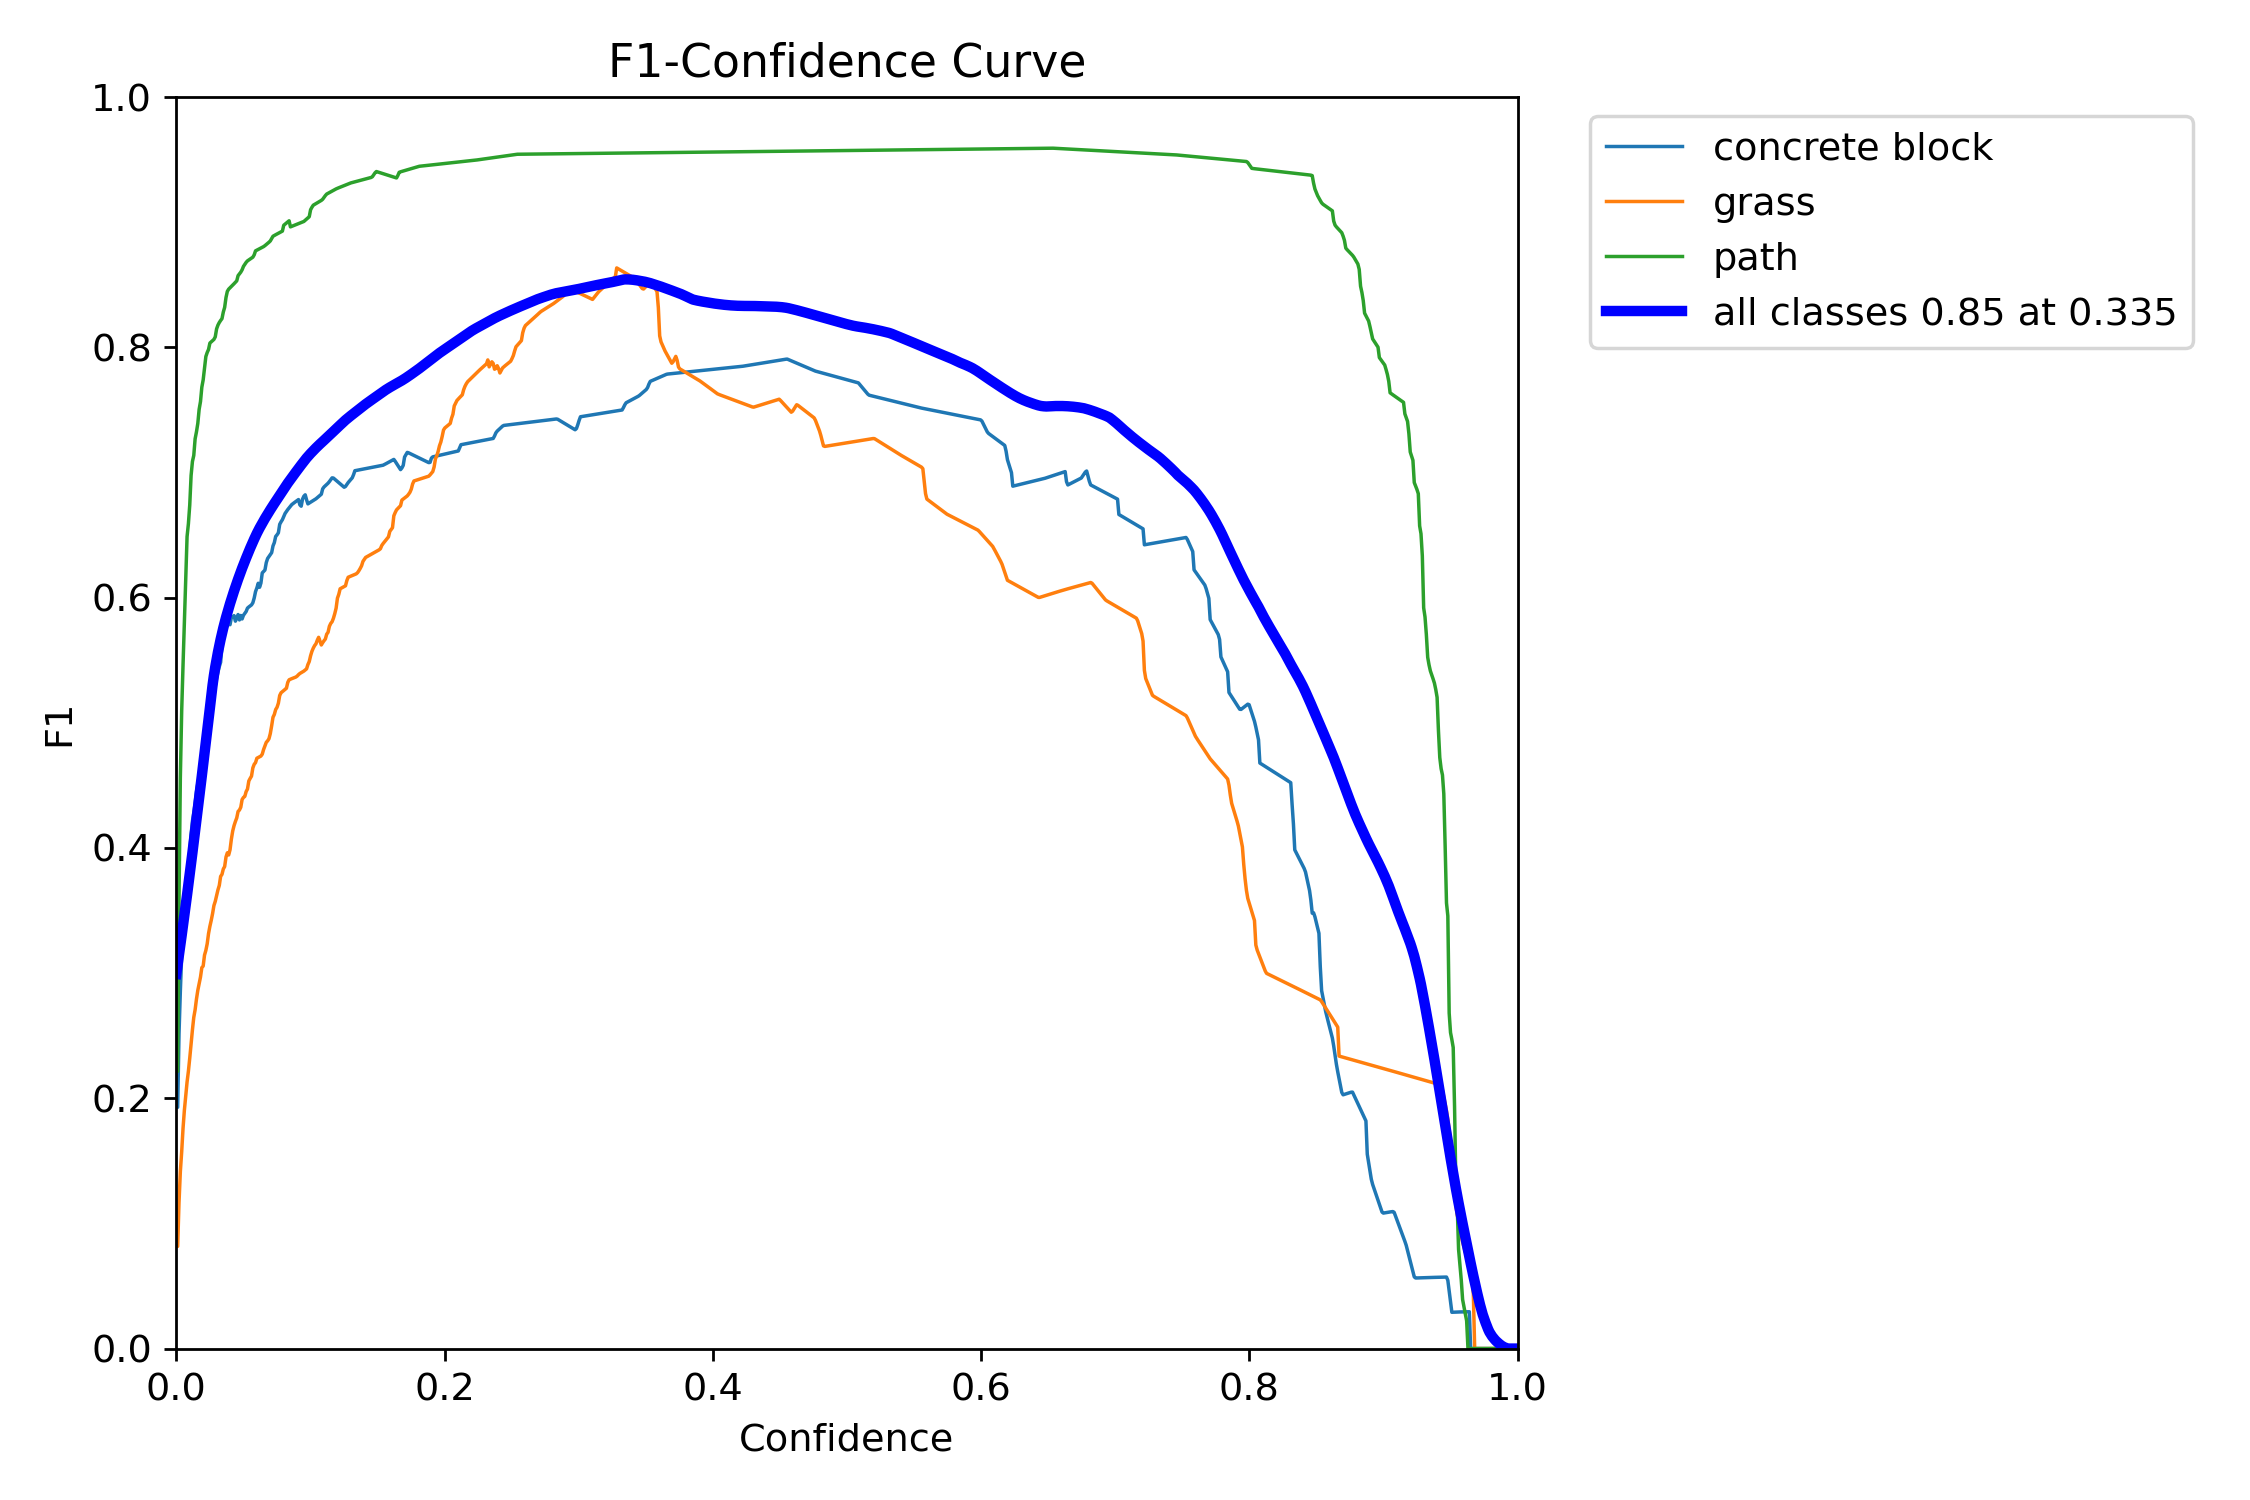 F1-Confidence Curve
1.0
0.8
0.6
0.4
0.2
0.0
F1
0.0 0.2 0.4 0.6 0.8 1.0
Confidence
concrete block
grass
path
all classes 0.85 at 0.335